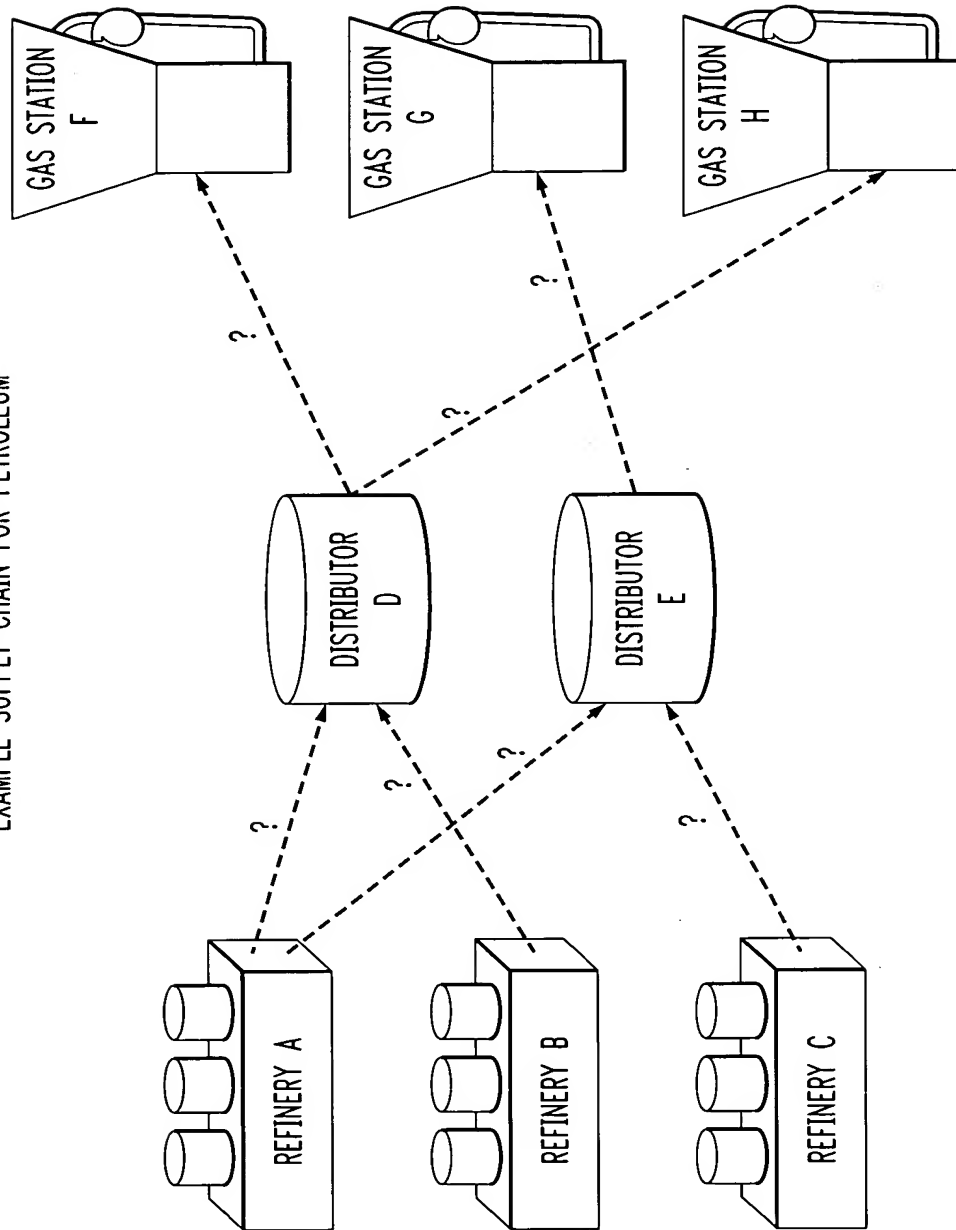 EXAMPLE SUPPLY CHAIN FOR PETROLEUM
REFINERY A
REFINERY B
REFINERY C
?
?
?
?
DISTRIBUTOR
D
DISTRIBUTOR
E
?
?
?
GAS STATION
F
GAS STATION
G
GAS STATION
H